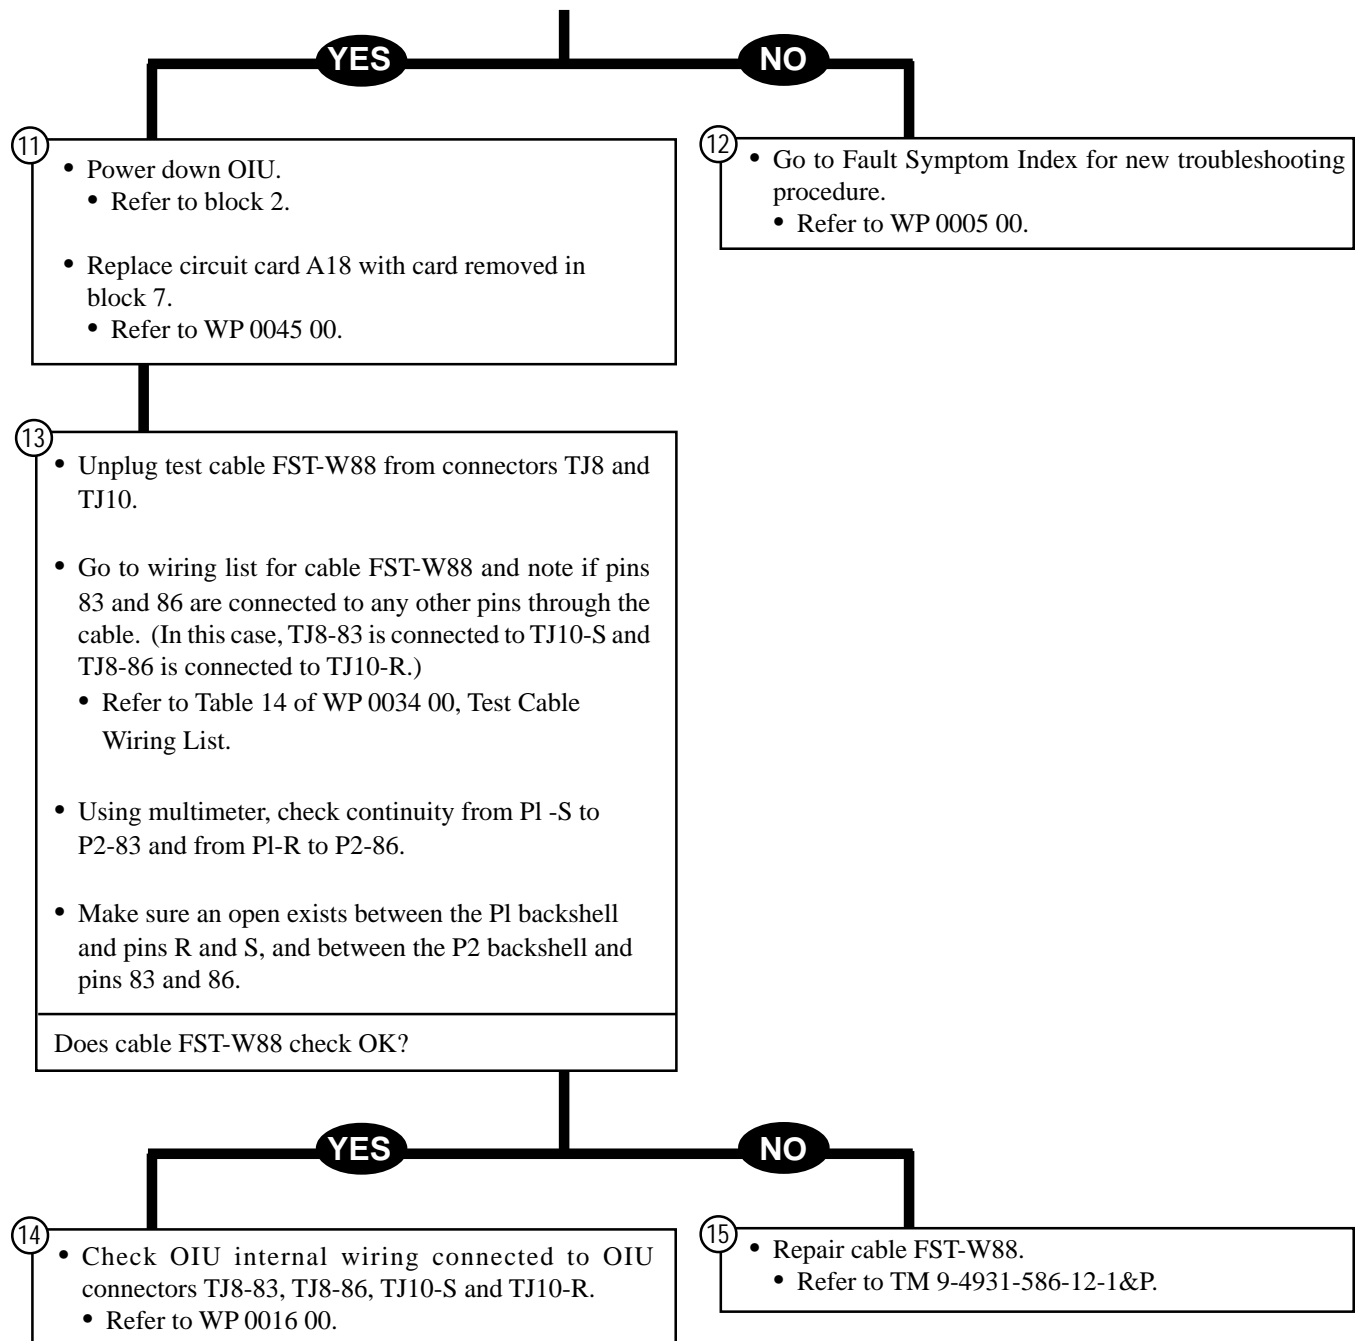 YES
NO
11
• Power down OIU.
• Refer to block 2.
• Replace circuit card A18 with card removed in
block 7.
• Refer to WP 0045 00.
12
• Go to Fault Symptom Index for new troubleshooting
procedure.
• Refer to WP 0005 00.
13
• Unplug test cable FST-W88 from connectors TJ8 and
TJ10.
• Go to wiring list for cable FST-W88 and note if pins
83 and 86 are connected to any other pins through the
cable. (In this case, TJ8-83 is connected to TJ10-S and
TJ8-86 is connected to TJ10-R.)
• Refer to Table 14 of WP 0034 00, Test Cable
Wiring List.
• Using multimeter, check continuity from Pl -S to
P2-83 and from Pl-R to P2-86.
• Make sure an open exists between the Pl backshell
and pins R and S, and between the P2 backshell and
pins 83 and 86.
Does cable FST-W88 check OK?
YES
NO
14
• Check OIU internal wiring connected to OIU
connectors TJ8-83, TJ8-86, TJ10-S and TJ10-R.
• Refer to WP 0016 00.
15
• Repair cable FST-W88.
• Refer to TM 9-4931-586-12-1&P.